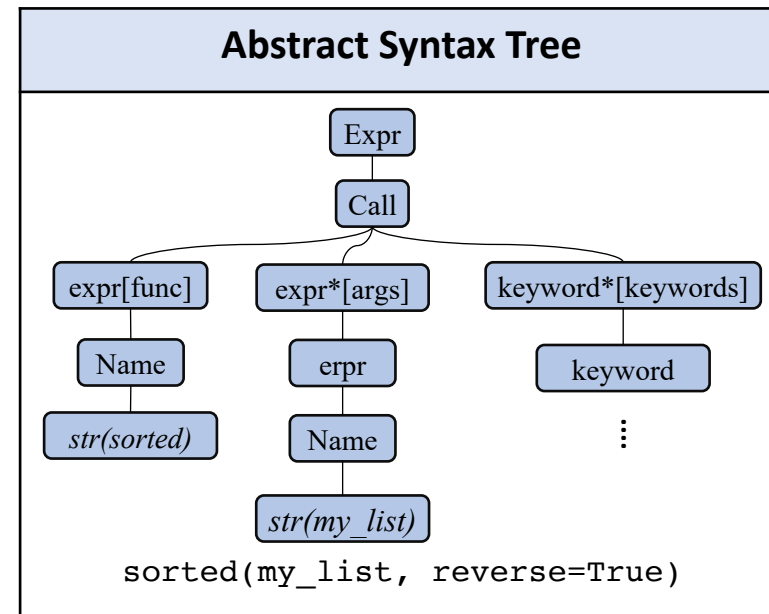 Abstract Syntax Tree
Expr
Call
expr[func] expr*[args] keyword*[keywords]
Name erpr keyword
str(sorted) Name
str(my_list)
sorted(my_list, reverse=True)